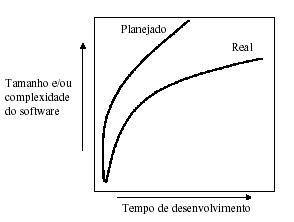 Planejado
Real
Tamanho e/ou
complexidade
do software
Tempo de desenvolvimento